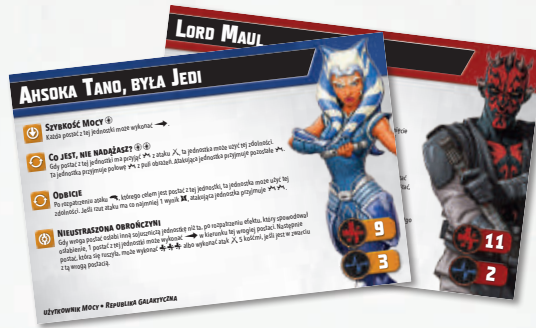 LORD MAUL
AHSOKA TANO, BYŁA JEDI
SZYBKOŚĆ MOCY
Każda postać z tej jednostki może wykonać
CO JEST, NIE NADĄŻASZ?
Gdy postać z tej jednostki ma przyjąć z ataku, ta jednostka może użyć tej zdolności.
ta jednostka przyjmuje połowę z puli obrażeń. Atakująca jednostka przyjmuje pozostałe
ODBICIE
Po rozpatrzeniu ataku, którego celem jest postać z tej jednostki, ta jednostka może użyć tej
zdolności. Jeśli rzut ataku ma co najmniej 1 wynik, atakująca jednostka przyjmuje
NIEUSTRASZONA OBROŃCZYNI
Gdy wroga postać osłabi inną sojuszniczą jednostkę niż ta, po rozpatrzeniu efektu, który spowodował
osłabienie, 1 postać z tej jednostki może wykonać w kierunku tej wrogiej postaci. Następnie
postać, która się ruszyła, może wykonać albo wykonać atak 5 kośćmi, jeśli jest w zwarciu
z tą wrogą postacią.
9
3
11
2
UŻYTKOWNIK MOCY • REPUBLIKA GALAKTYCZNA